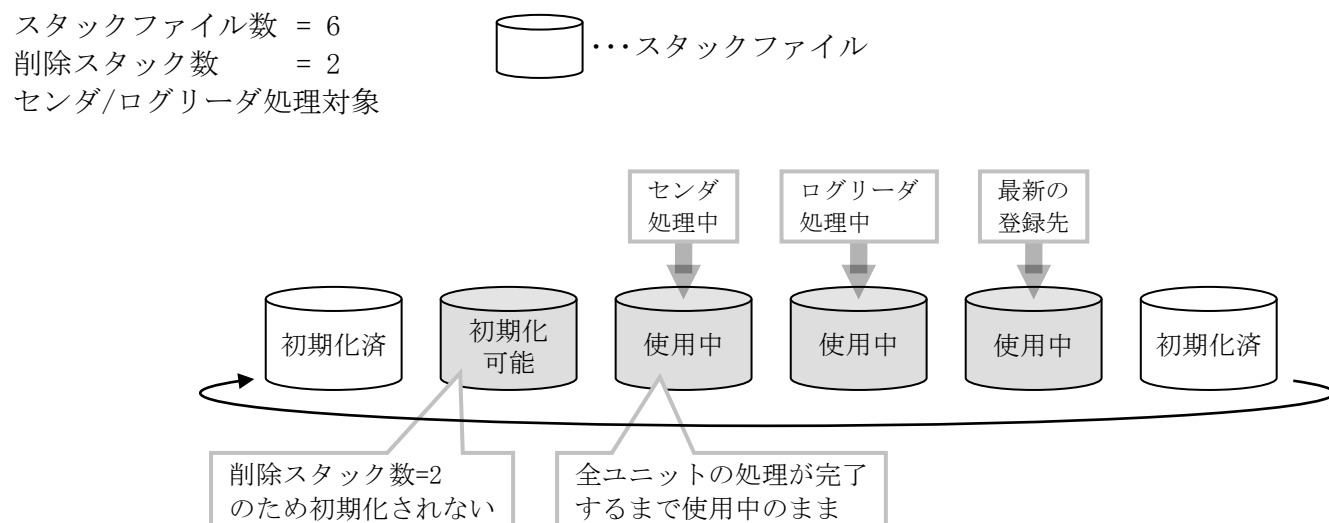 スタックファイル数 = 6
削除スタック数　　 = 2
センダ/ログリーダ処理対象
･･･スタックファイル
センダ
処理中
ログリーダ
処理中
最新の
登録先
初期化済
初期化
可能
使用中
使用中
使用中
初期化済
削除スタック数=2
のため初期化されない
全ユニットの処理が完了
するまで使用中のまま